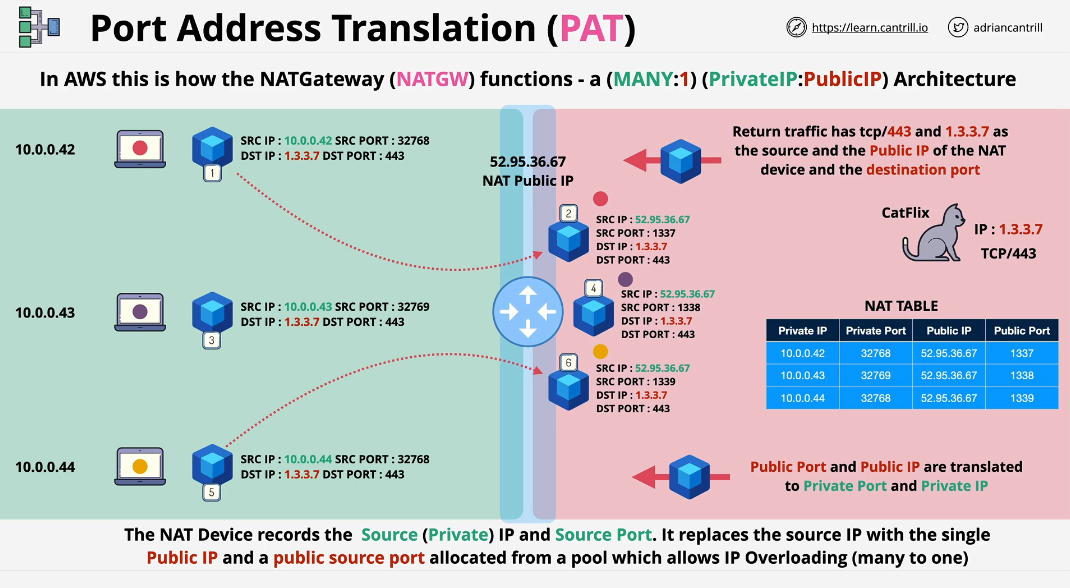 Port Address Translation (PAT)
https://learn.cantrill.io
adriancantrill
In AWS this is how the NATGateway (NATGW) functions - a (MANY:1) (PrivateIP:PublicIP) Architecture
10.0.0.42
1
SRC IP : 10.0.0.42 SRC PORT : 32768
DST IP : 1.3.3.7 DST PORT : 443
52.95.36.67
NAT Public IP
Return traffic has tcp/443 and 1.3.3.7 as
the source and the Public IP of the NAT
device and the destination port
2
SRC IP : 52.95.36.67
SRC PORT : 1337
DST IP : 1.3.3.7
DST PORT : 443
CatFlix
IP : 1.3.3.7
TCP/443
10.0.0.43
3
SRC IP : 10.0.0.43 SRC PORT : 32769
DST IP : 1.3.3.7 DST PORT : 443
4
SRC IP : 52.95.36.67
SRC PORT : 1338
DST IP : 1.3.3.7
DST PORT : 443
NAT TABLE
Private IP Private Port Public IP Public Port
10.0.0.42 32768 52.95.36.67 1337
10.0.0.43 32769 52.95.36.67 1338
10.0.0.44 32768 52.95.36.67 1339
6
SRC IP : 52.95.36.67
SRC PORT : 1339
DST IP : 1.3.3.7
DST PORT : 443
10.0.0.44
5
SRC IP : 10.0.0.44 SRC PORT : 32768
DST IP : 1.3.3.7 DST PORT : 443
Public Port and Public IP are translated
to Private Port and Private IP
The NAT Device records the Source (Private) IP and Source Port. It replaces the source IP with the single
Public IP and a public source port allocated from a pool which allows IP Overloading (many to one)